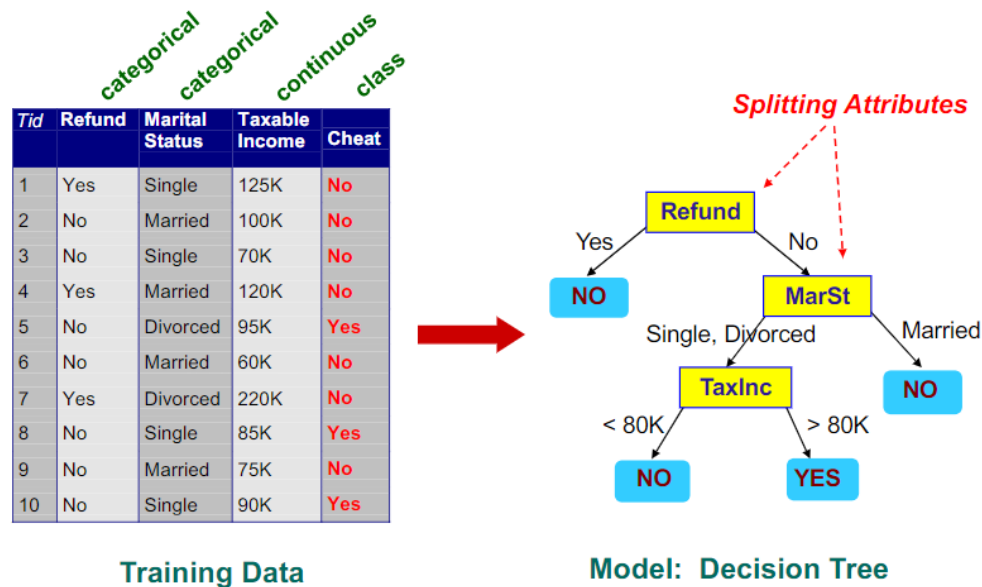 categorical categorical continuous class
Tid Refund Marital Status Taxable Income Cheat
1 Yes Single 125K No
2 No Married 100K No
3 No Single 70K No
4 Yes Married 120K No
5 No Divorced 95K Yes
6 No Married 60K No
7 Yes Divorced 220K No
8 No Single 85K Yes
9 No Married 75K No
10 No Single 90K Yes
Training Data
Splitting Attributes
Refund
Yes No
NO MarSt
Single, Divorced Married
TaxInc NO
< 80K > 80K
NO YES
Model: Decision Tree